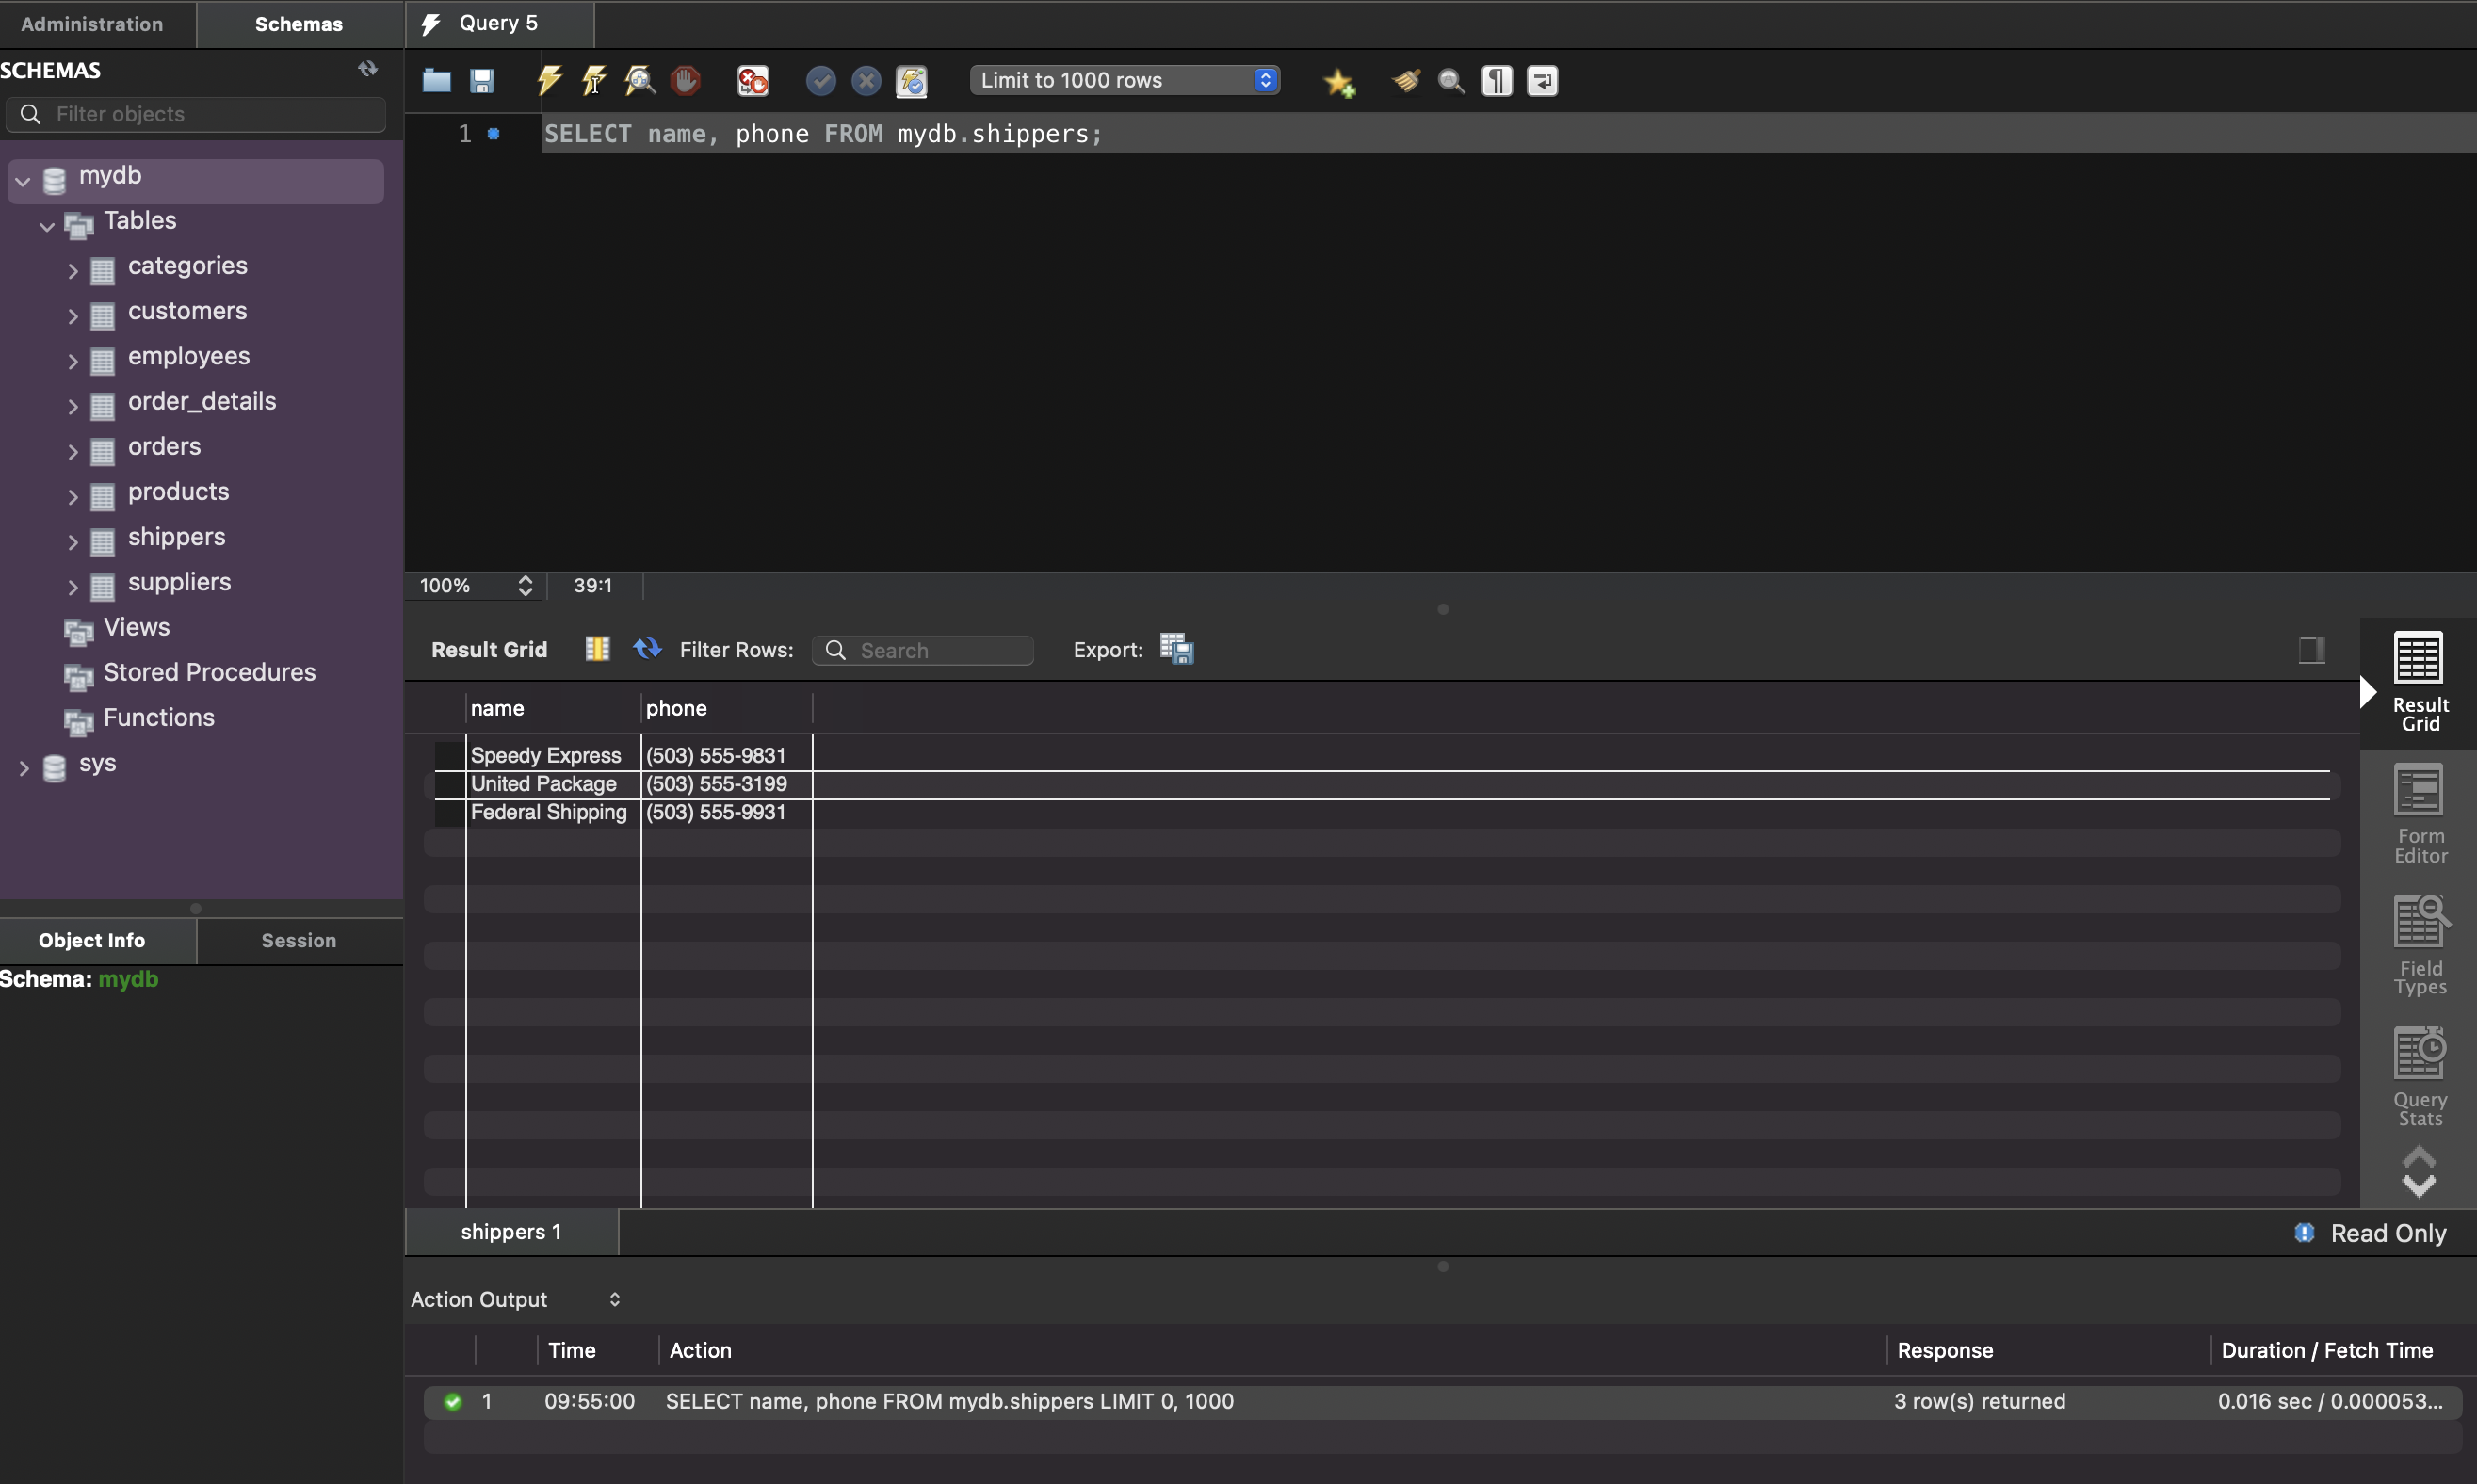 Administration
Schemas
Query 5
SCHEMAS
Filter objects
Limit to 1000 rows
1
SELECT name, phone FROM mydb.shippers;
mydb
Tables
categories
customers
employees
order_details
orders
products
shippers
suppliers
Views
Stored Procedures
Functions
sys
100%
39:1
Result Grid
Filter Rows:
Search
Export:
name phone
Speedy Express (503) 555-9831
United Package (503) 555-3199
Federal Shipping (503) 555-9931
Result
Grid
Form
Editor
Field
Types
Query
Stats
Object Info
Session
Schema: mydb
shippers 1
Read Only
Action Output
Time Action Response Duration / Fetch Time
1 09:55:00 SELECT name, phone FROM mydb.shippers LIMIT 0, 1000 3 row(s) returned 0.016 sec / 0.000053...